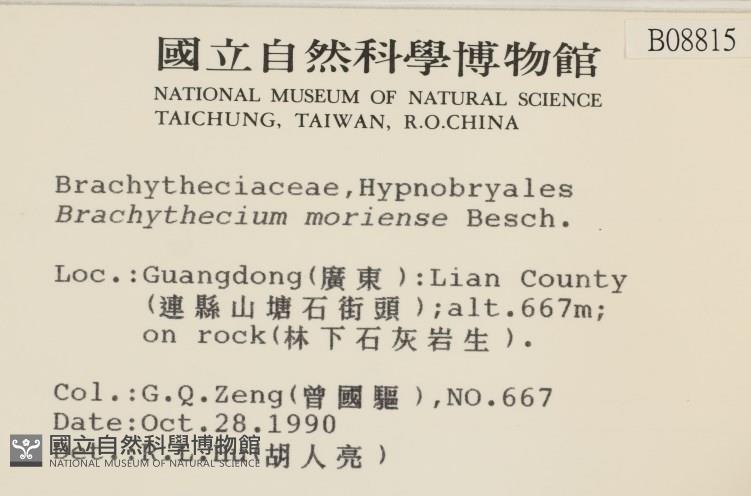 B08815
國立自然科學博物館
NATIONAL MUSEUM OF NATURAL SCIENCE
TAICHUNG, TAIWAN, R.O.CHINA
Brachytheciaceae,Hypnobryales
Brachythecium moriense Besch.
Loc.:Guangdong(廣東):Lian County
(連縣山塘石街頭);alt.667m;
on rock(林下石灰岩生).
Col.:G.Q.Zeng(曾國驅),NO.667
Date:Oct.28.1990
Det.:R.L.Hu(胡人亮)
國立自然科學博物館
NATIONAL MUSEUM OF NATURAL SCIENCE